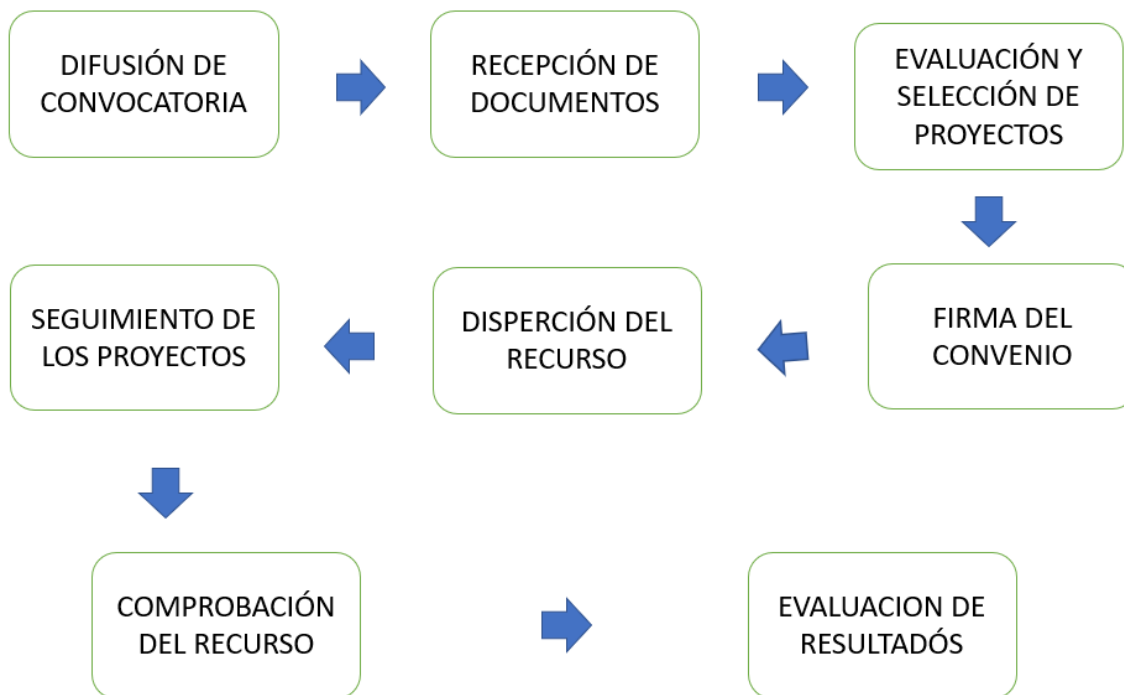 DIFUSIÓN DE
CONVOCATORIA
RECEPCIÓN DE
DOCUMENTOS
EVALUACIÓN Y
SELECCIÓN DE
PROYECTOS
FIRMA DEL
CONVENIO
DISPERCIÓN DEL
RECURSO
SEGUIMIENTO DE
LOS PROYECTOS
COMPROBACIÓN
DEL RECURSO
EVALUACION DE
RESULTADÓS